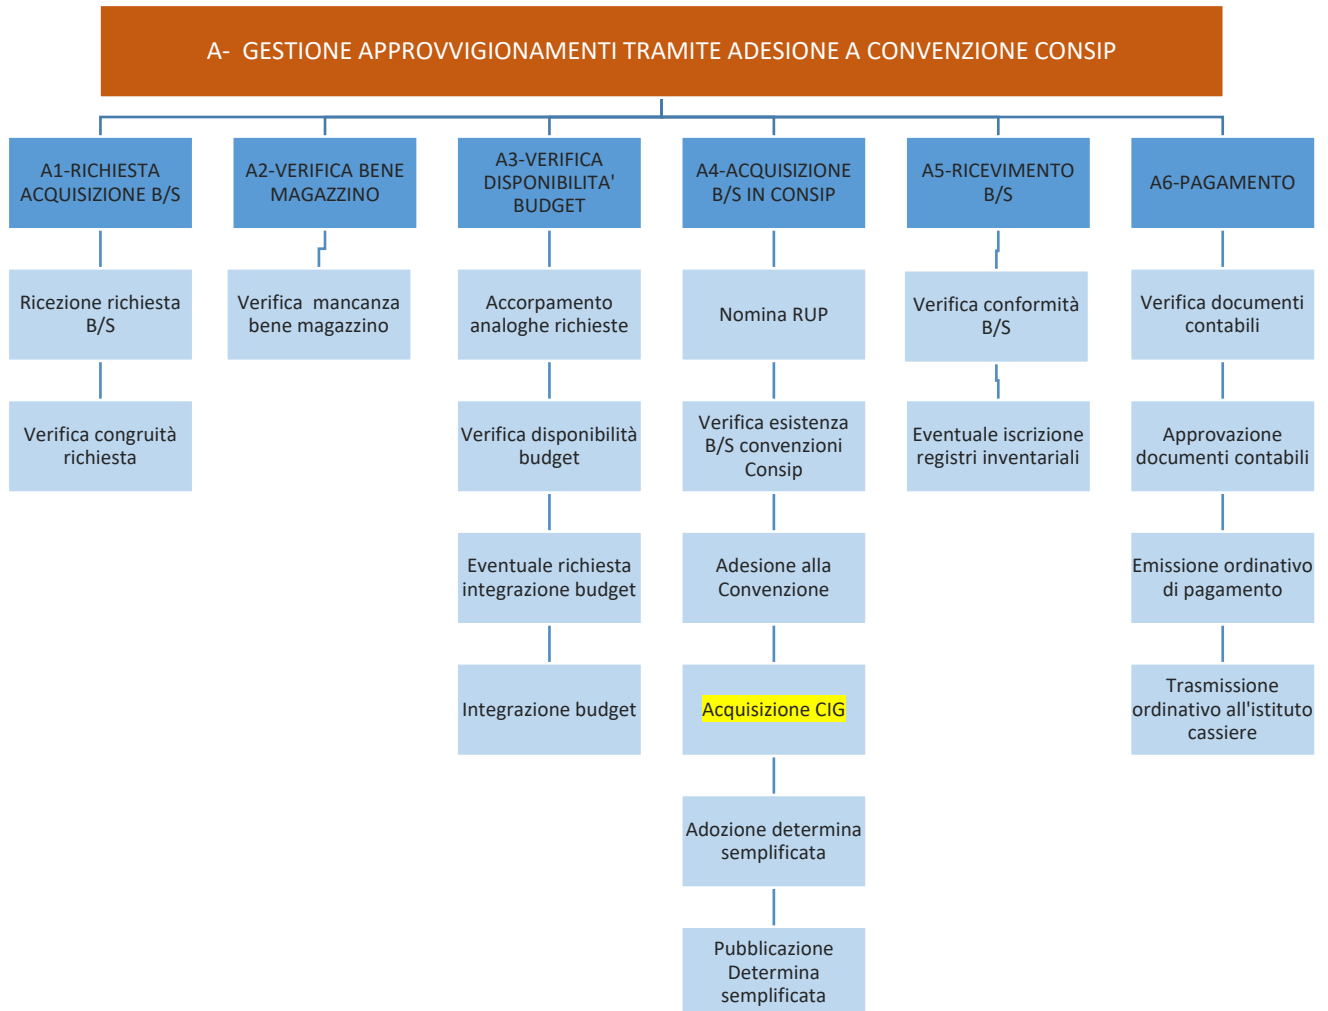 A- GESTIONE APPROVVIGIONAMENTI TRAMITE ADESIONE A CONVENZIONE CONSIP
A1-RICHIESTA
ACQUISIZIONE B/S
Ricezione richiesta
B/S
Verifica congruità
richiesta
A2-VERIFICA BENE
MAGAZZINO
Verifica mancanza
bene magazzino
A3-VERIFICA
DISPONIBILITA'
BUDGET
Accorpamento
analoghe richieste
Verifica disponibilità
budget
Eventuale richiesta
integrazione budget
Integrazione budget
A4-ACQUISIZIONE
B/S IN CONSIP
Nomina RUP
Verifica esistenza
B/S convenzioni
Consip
Adesione alla
Convenzione
Acquisizione CIG
Adozione determina
semplificata
Pubblicazione
Determina
semplificata
A5-RICEVIMENTO
B/S
Verifica conformità
B/S
Eventuale iscrizione
registri inventariali
A6-PAGAMENTO
Verifica documenti
contabili
Approvazione
documenti contabili
Emissione ordinativo
di pagamento
Trasmissione
ordinativo all'istituto
cassiere